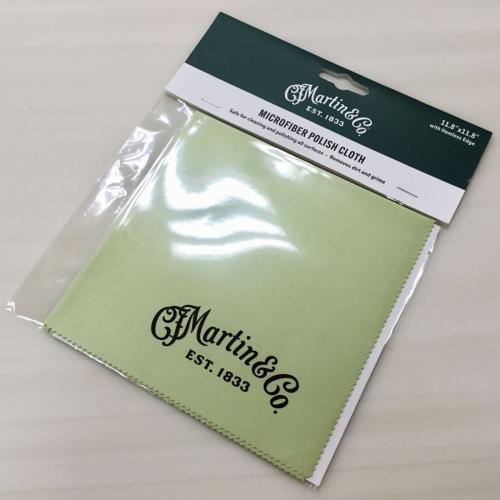 CFMartin&Co.
EST. 1833
11.8"x11.8"
with Hemless Edge
MICROFIBER POLISH CLOTH
Safe for cleaning and polishing all surfaces • Removes dirt and grime
CFMartin&Co.
EST. 1833